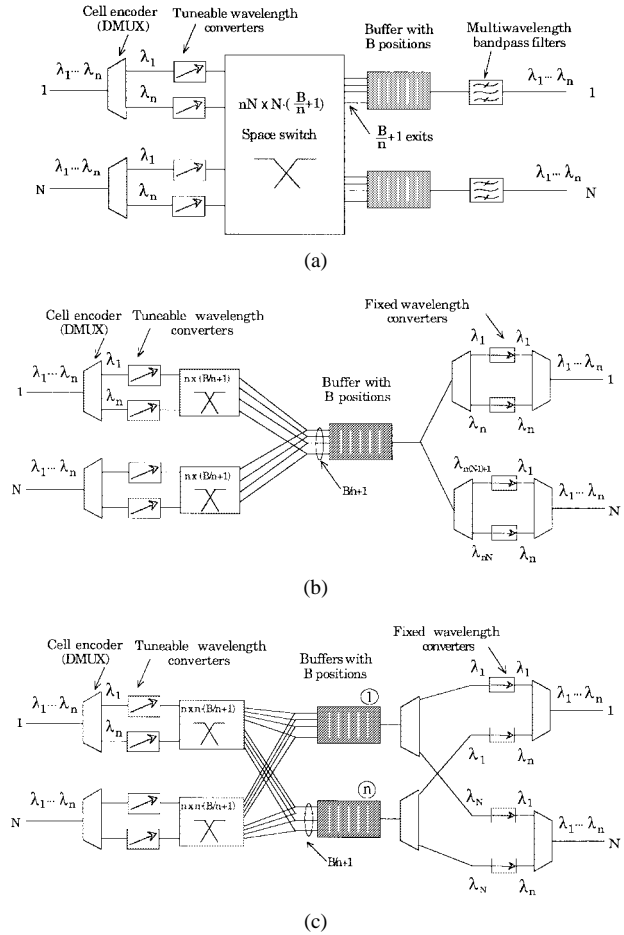 Cell encoder
(DMUX)
Tuneable wavelength
converters
Buffer with
B positions
Multiwavelength
bandpass filters
λ1... λn
1
λ1
λn
nN x N·( B/n +1)
Space switch
B/n +1 exits
λ1... λn
1
λ1... λn
N
λ1
λn
λ1... λn
N
(a)
Cell encoder
(DMUX)
Tuneable wavelength
converters
Fixed wavelength
converters
λ1... λn
1
λ1
λn
n x (B/n+1)
Buffer with
B positions
λ1
λ1
λn
λn
λ1... λn
1
λ1... λn
N
n x (B/n+1)
B/n+1
λn(N-1)+1
λ1
λnN
λn
λ1... λn
N
(b)
Cell encoder
(DMUX)
Tuneable wavelength
converters
Buffers with
B positions
Fixed wavelength
converters
λ1... λn
1
λ1
λn
n x n·(B/n+1)
1
λ1
λ1
λ1
λn
λ1... λn
1
λ1... λn
N
n x n·(B/n+1)
n
B/n+1
λN
λ1
λN
λn
λ1... λn
N
(c)